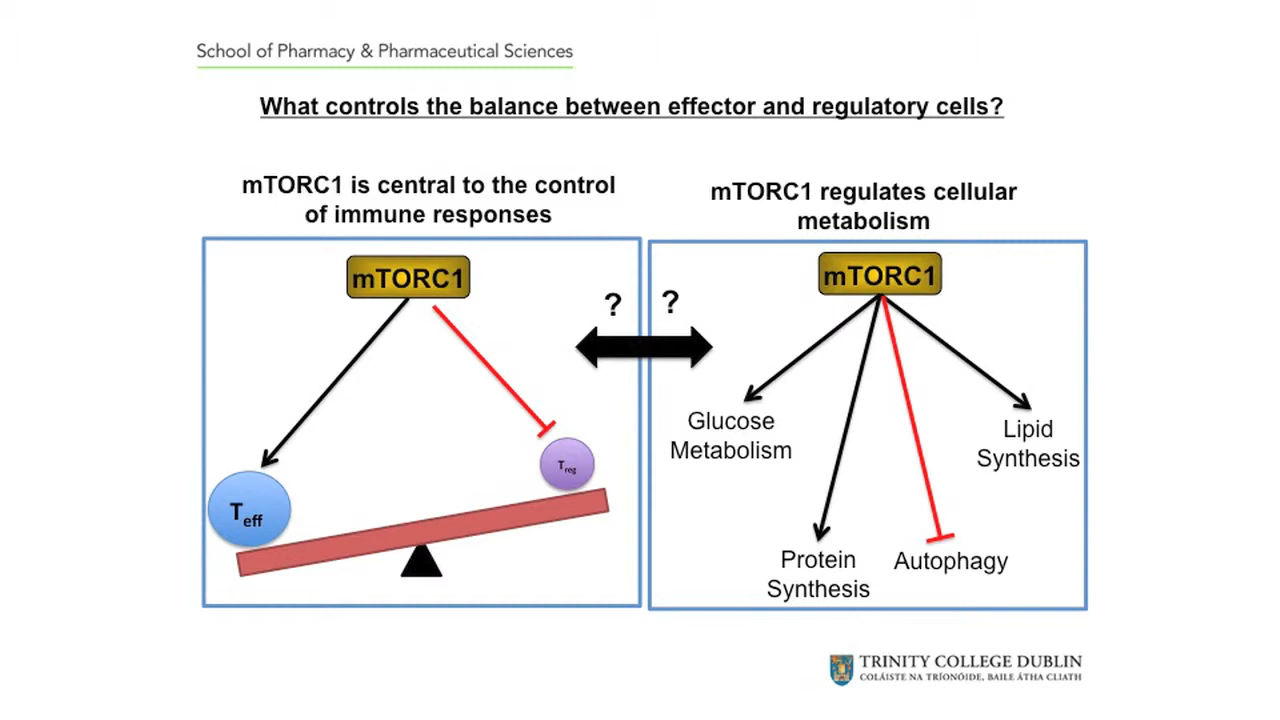 School of Pharmacy & Pharmaceutical Sciences
What controls the balance between effector and regulatory cells?
mTORC1 is central to the control
of immune responses
mTORC1
?
Treg
Teff
mTORC1 regulates cellular
metabolism
mTORC1
?
Glucose
Metabolism
Lipid
Synthesis
Protein
Synthesis
Autophagy
TRINITY COLLEGE DUBLIN
COLÁISTE NA TRÍONÓIDE, BAILE ÁTHA CLIATH